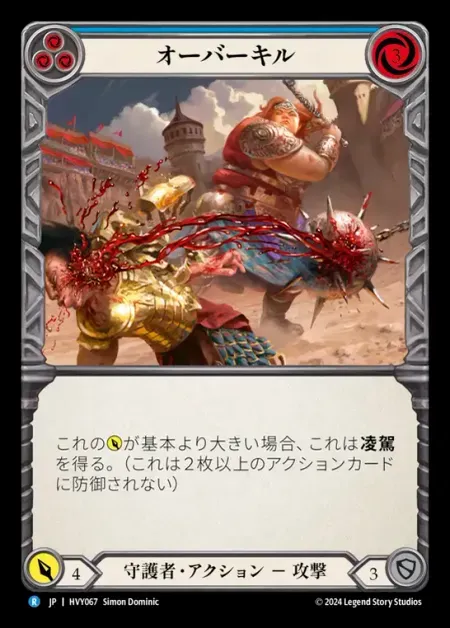 オーバーキル
3
これのが基本より大きい場合、これは凌駕
を得る。（これは２枚以上のアクションカード
に防御されない）
4
守護者・アクション － 攻撃
3
R JP | HVY067 Simon Dominic
© 2024 Legend Story Studios